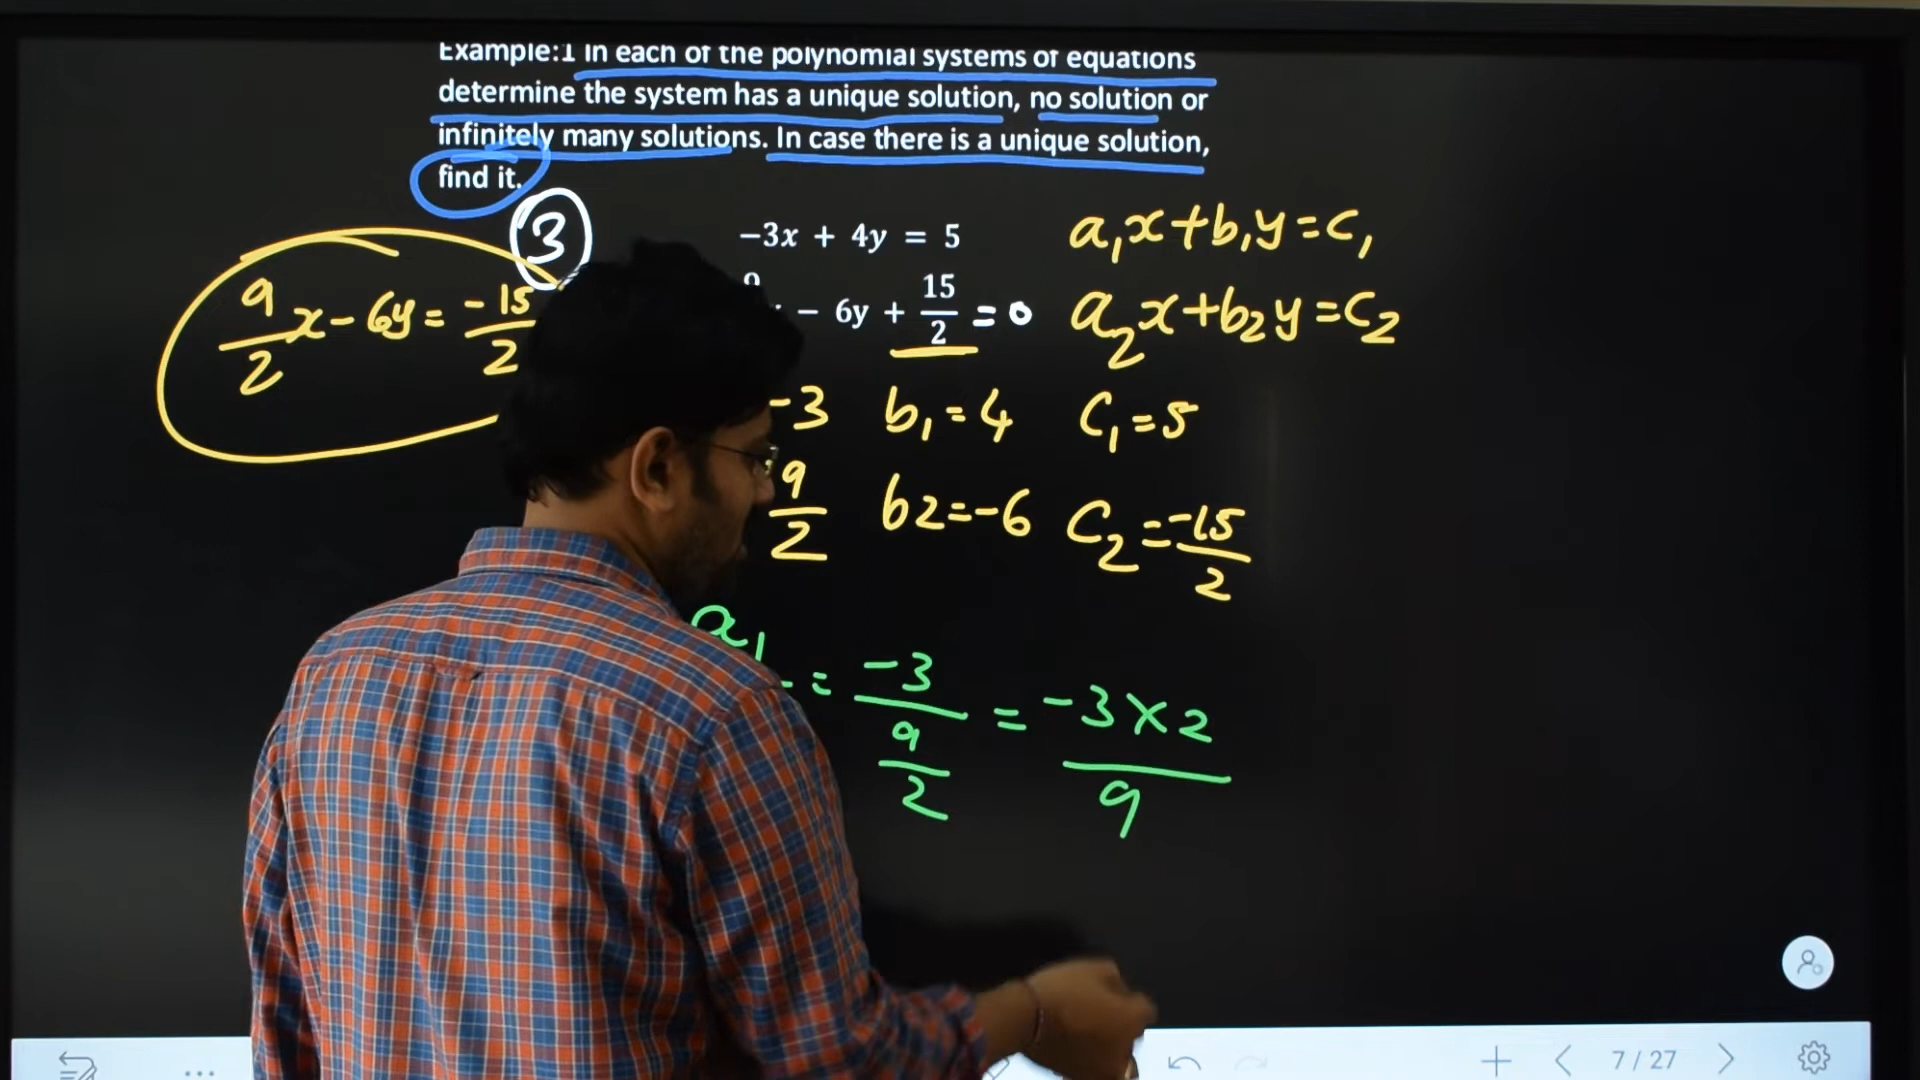 Example:1 In each of the polynomial systems of equations
determine the system has a unique solution, no solution or
infinitely many solutions. In case there is a unique solution,
find it.
3
9/2 x - 6y = -15/2
−3x + 4y = 5
− 6y + 15/2 = 0
a₁x + b₁y = c₁
a₂x + b₂y = c₂
-3 b₁ = 4 C₁ = 5
9/2 b2 = -6 C₂ = -15/2
a₁ = -3/(9/2) = -3×2/9
7 / 27